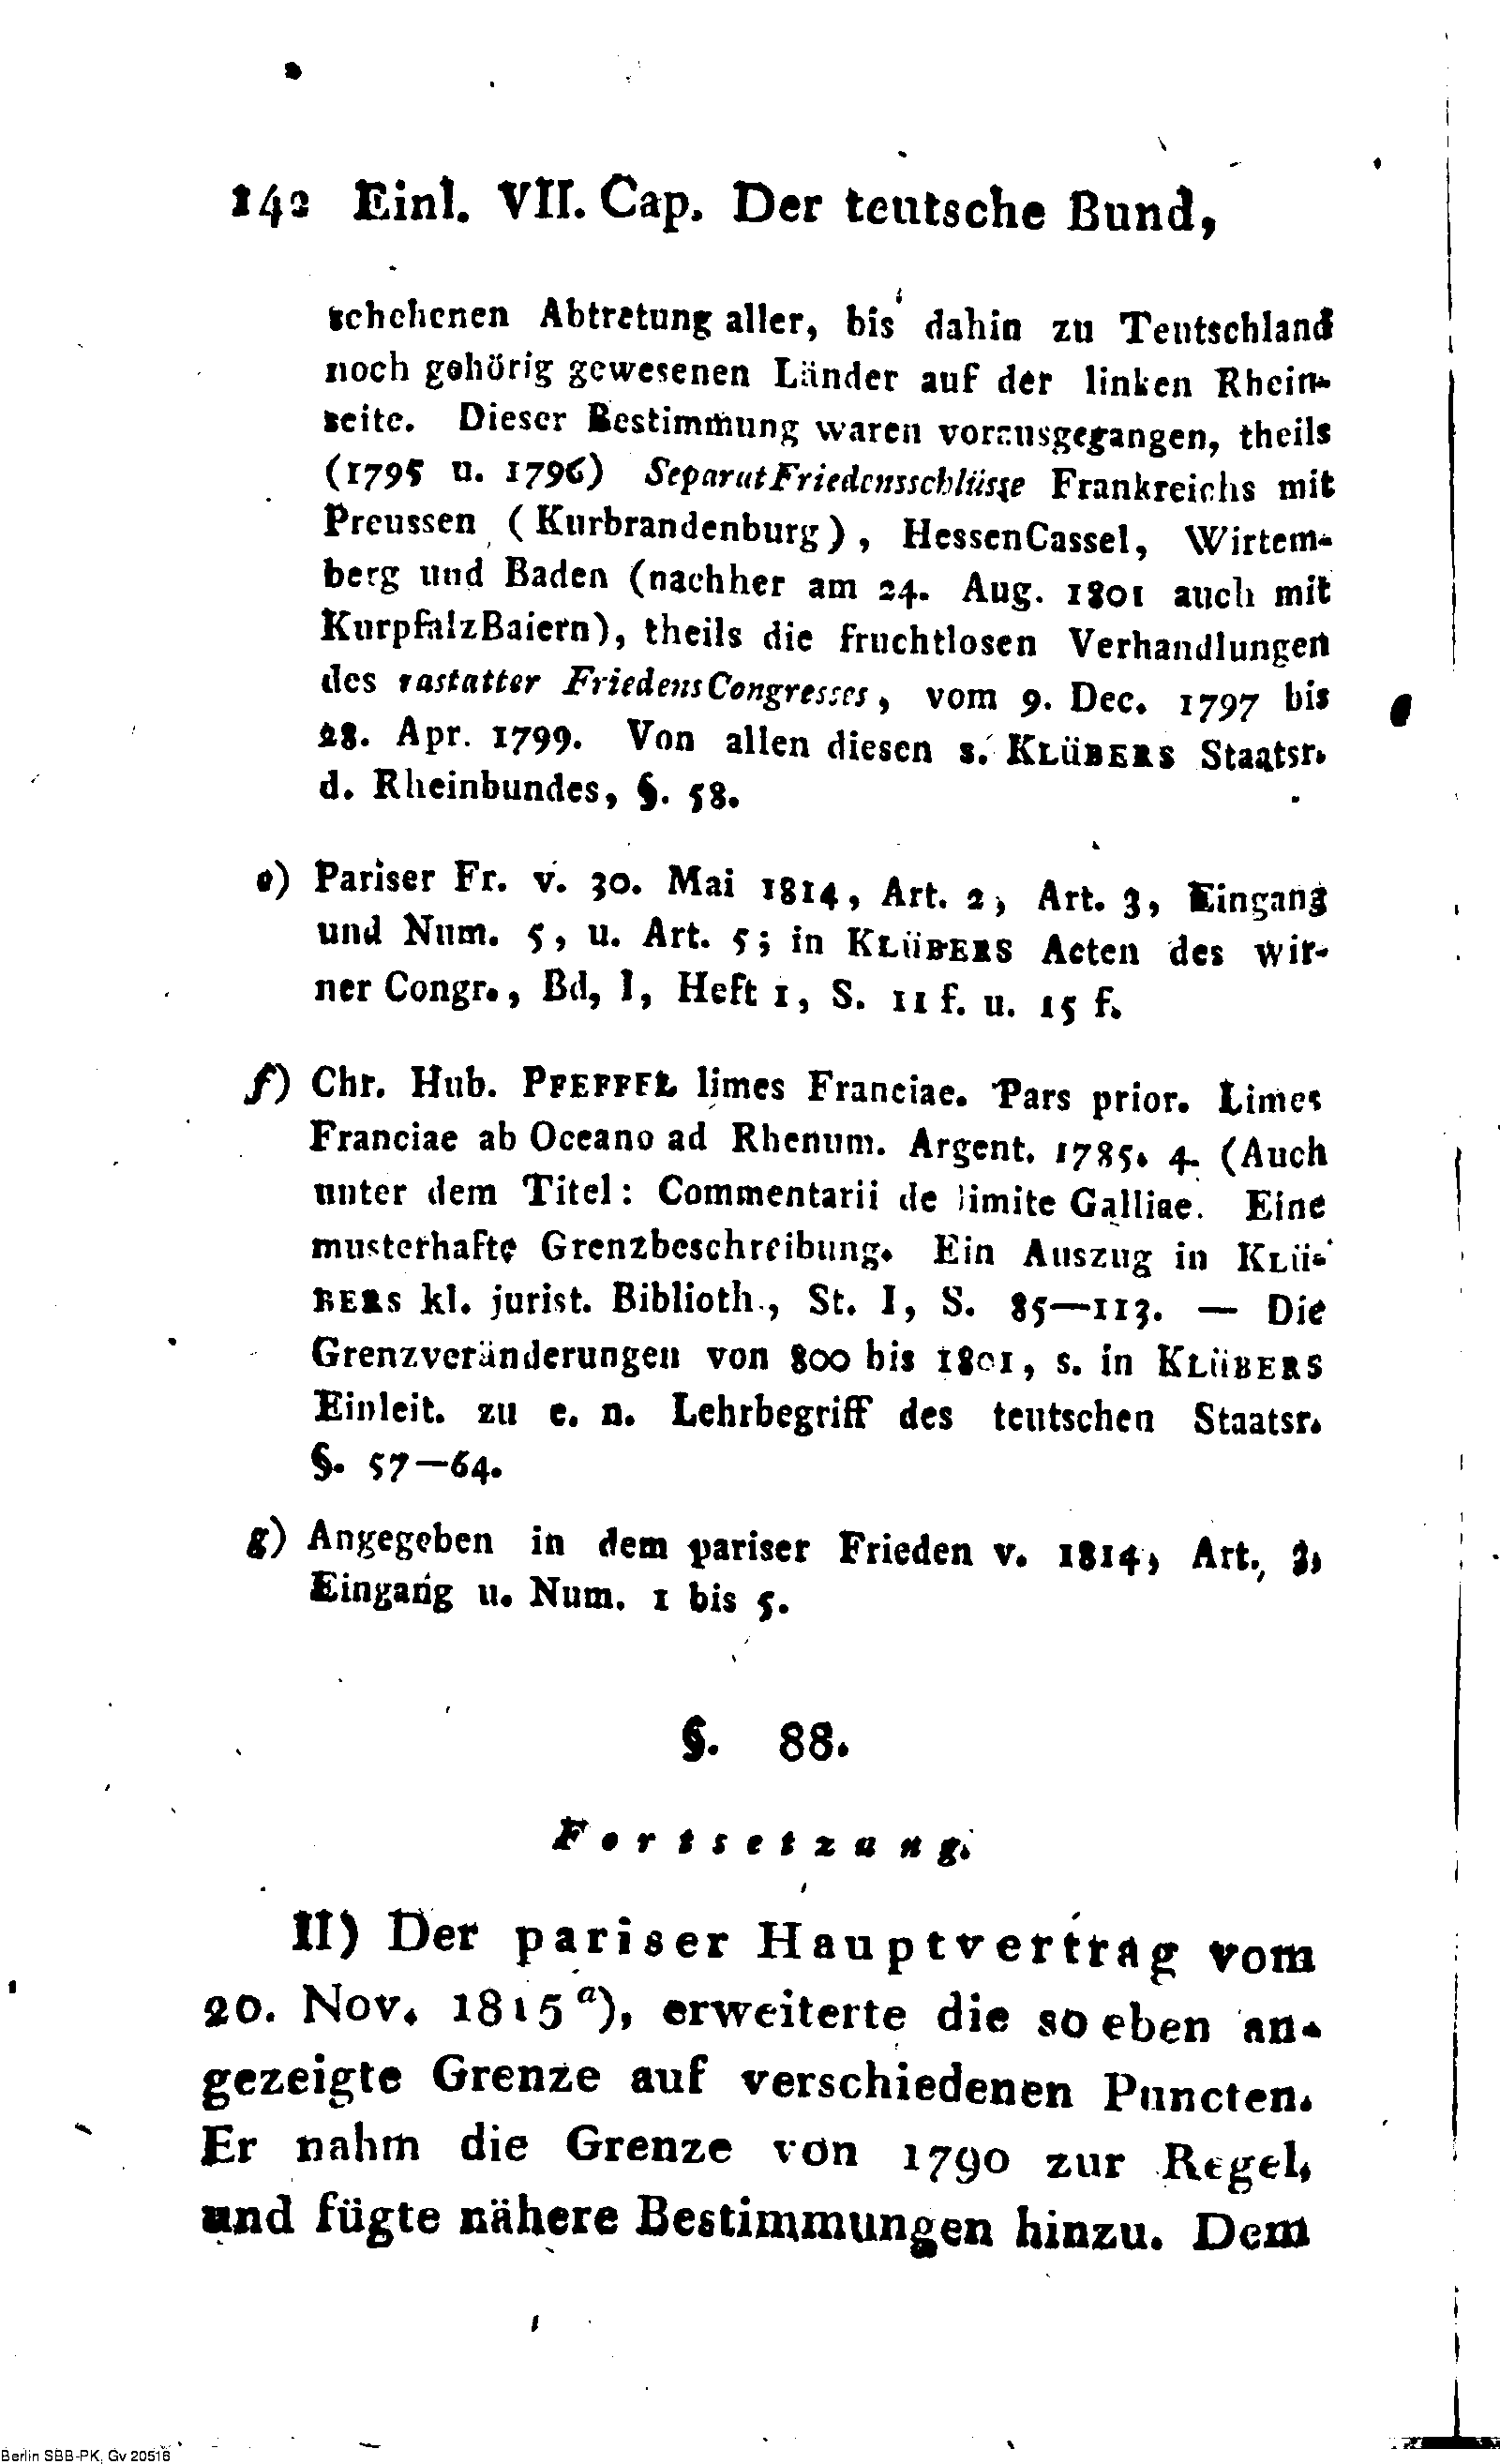 142 Einl. VII. Cap. Der teutsche Bund,
schehenen Abtretung aller, bis dahin zu Teutschland
noch gehörig gewesenen Länder auf der linken Rhein-
seite. Dieser Bestimmung waren vorausgegangen, theils
(1795 u. 1796) SeparatFriedensschlüsse Frankreichs mit
Preussen (Kurbrandenburg), HessenCassel, Wirtem-
berg und Baden (nachher am 24. Aug. 1801 auch mit
KurpfalzBaiern), theils die fruchtlosen Verhandlungen
des rastatter FriedensCongresses, vom 9. Dec. 1797 bis
28. Apr. 1799. Von allen diesen s. KLÜBERS Staatsr.
d. Rheinbundes, §. 58.
e) Pariser Fr. v. 30. Mai 1814, Art. 2, Art. 3, Eingang
und Num. 5, u. Art. 5; in KLÜBERS Acten des wir-
ner Congr., Bd, I, Heft 1, S. 11 f. u. 15 f.
f) Chr. Hub. PFEFFEL limes Franciae. Pars prior. Limes
Franciae ab Oceano ad Rhenum. Argent. 1785. 4. (Auch
unter dem Titel: Commentarii de limite Galliae. Eine
musterhafte Grenzbeschreibung. Ein Auszug in KLÜ-
BERS kl. jurist. Biblioth., St. I, S. 85—113. — Die
Grenzveränderungen von 800 bis 1801, s. in KLÜBERS
Einleit. zu e. n. Lehrbegriff des teutschen Staatsr.
§. 57—64.
g) Angegeben in dem pariser Frieden v. 1814, Art. 3,
Eingang u. Num. 1 bis 5.
§. 88.
Fortsetzung.
II) Der pariser Hauptvertrag vom
20. Nov. 1815 a), erweiterte die so eben an-
gezeigte Grenze auf verschiedenen Puncten.
Er nahm die Grenze von 1790 zur Regel,
und fügte nähere Bestimmungen hinzu. Dem
Berlin SBB-PK, Gv 20516